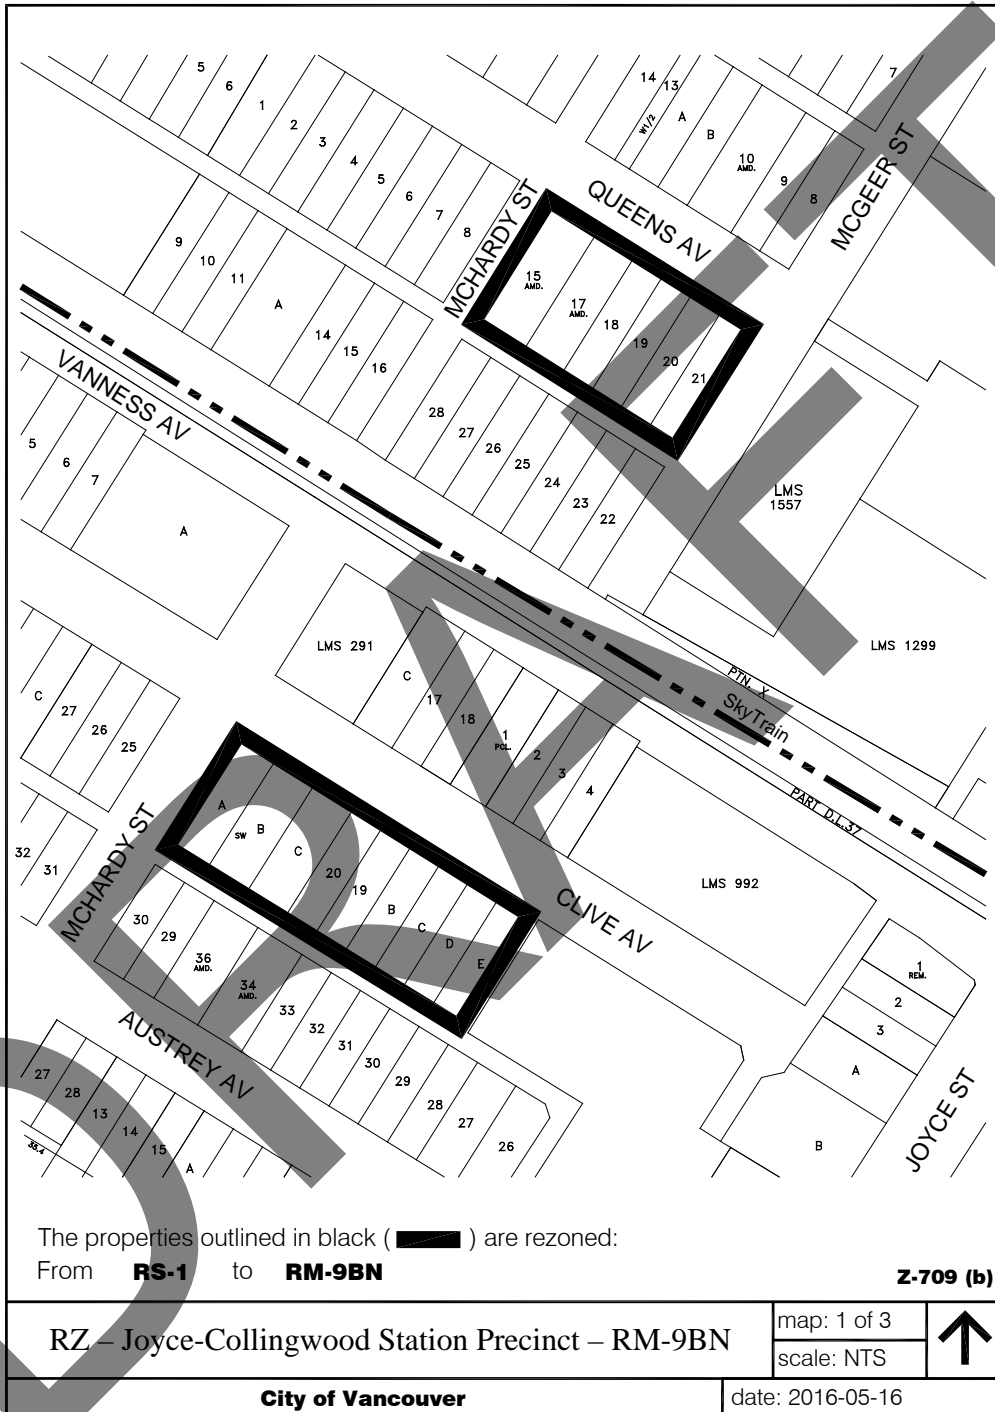 5
6
1
2
3
4
5
6
7
8
14
13
W1/2
A
B
10
AMD.
9
8
7
MCHARDY ST
QUEENS AV
MCGEER ST
9
10
11
A
14
15
16
15
AMD.
17
AMD.
18
19
20
21
VANNESS AV
28
27
26
25
24
23
22
5
6
7
A
LMS
1557
LMS 1299
LMS 291
C
17
18
1
PCL.
2
3
4
PTN. X
SkyTrain
PART D.L.37
C
27
26
25
32
31
MCHARDY ST
A
SW
B
C
20
19
B
C
D
E
CLIVE AV
LMS 992
30
29
36
AMD.
34
AMD.
33
32
31
30
29
28
27
26
AUSTREY AV
1
REM.
2
3
A
B
JOYCE ST
27
28
13
14
15
A
35.4
DRAFT
The properties outlined in black ( ) are rezoned:
From RS-1 to RM-9BN
Z-709 (b)
RZ – Joyce-Collingwood Station Precinct – RM-9BN
map: 1 of 3
scale: NTS
City of Vancouver
date: 2016-05-16